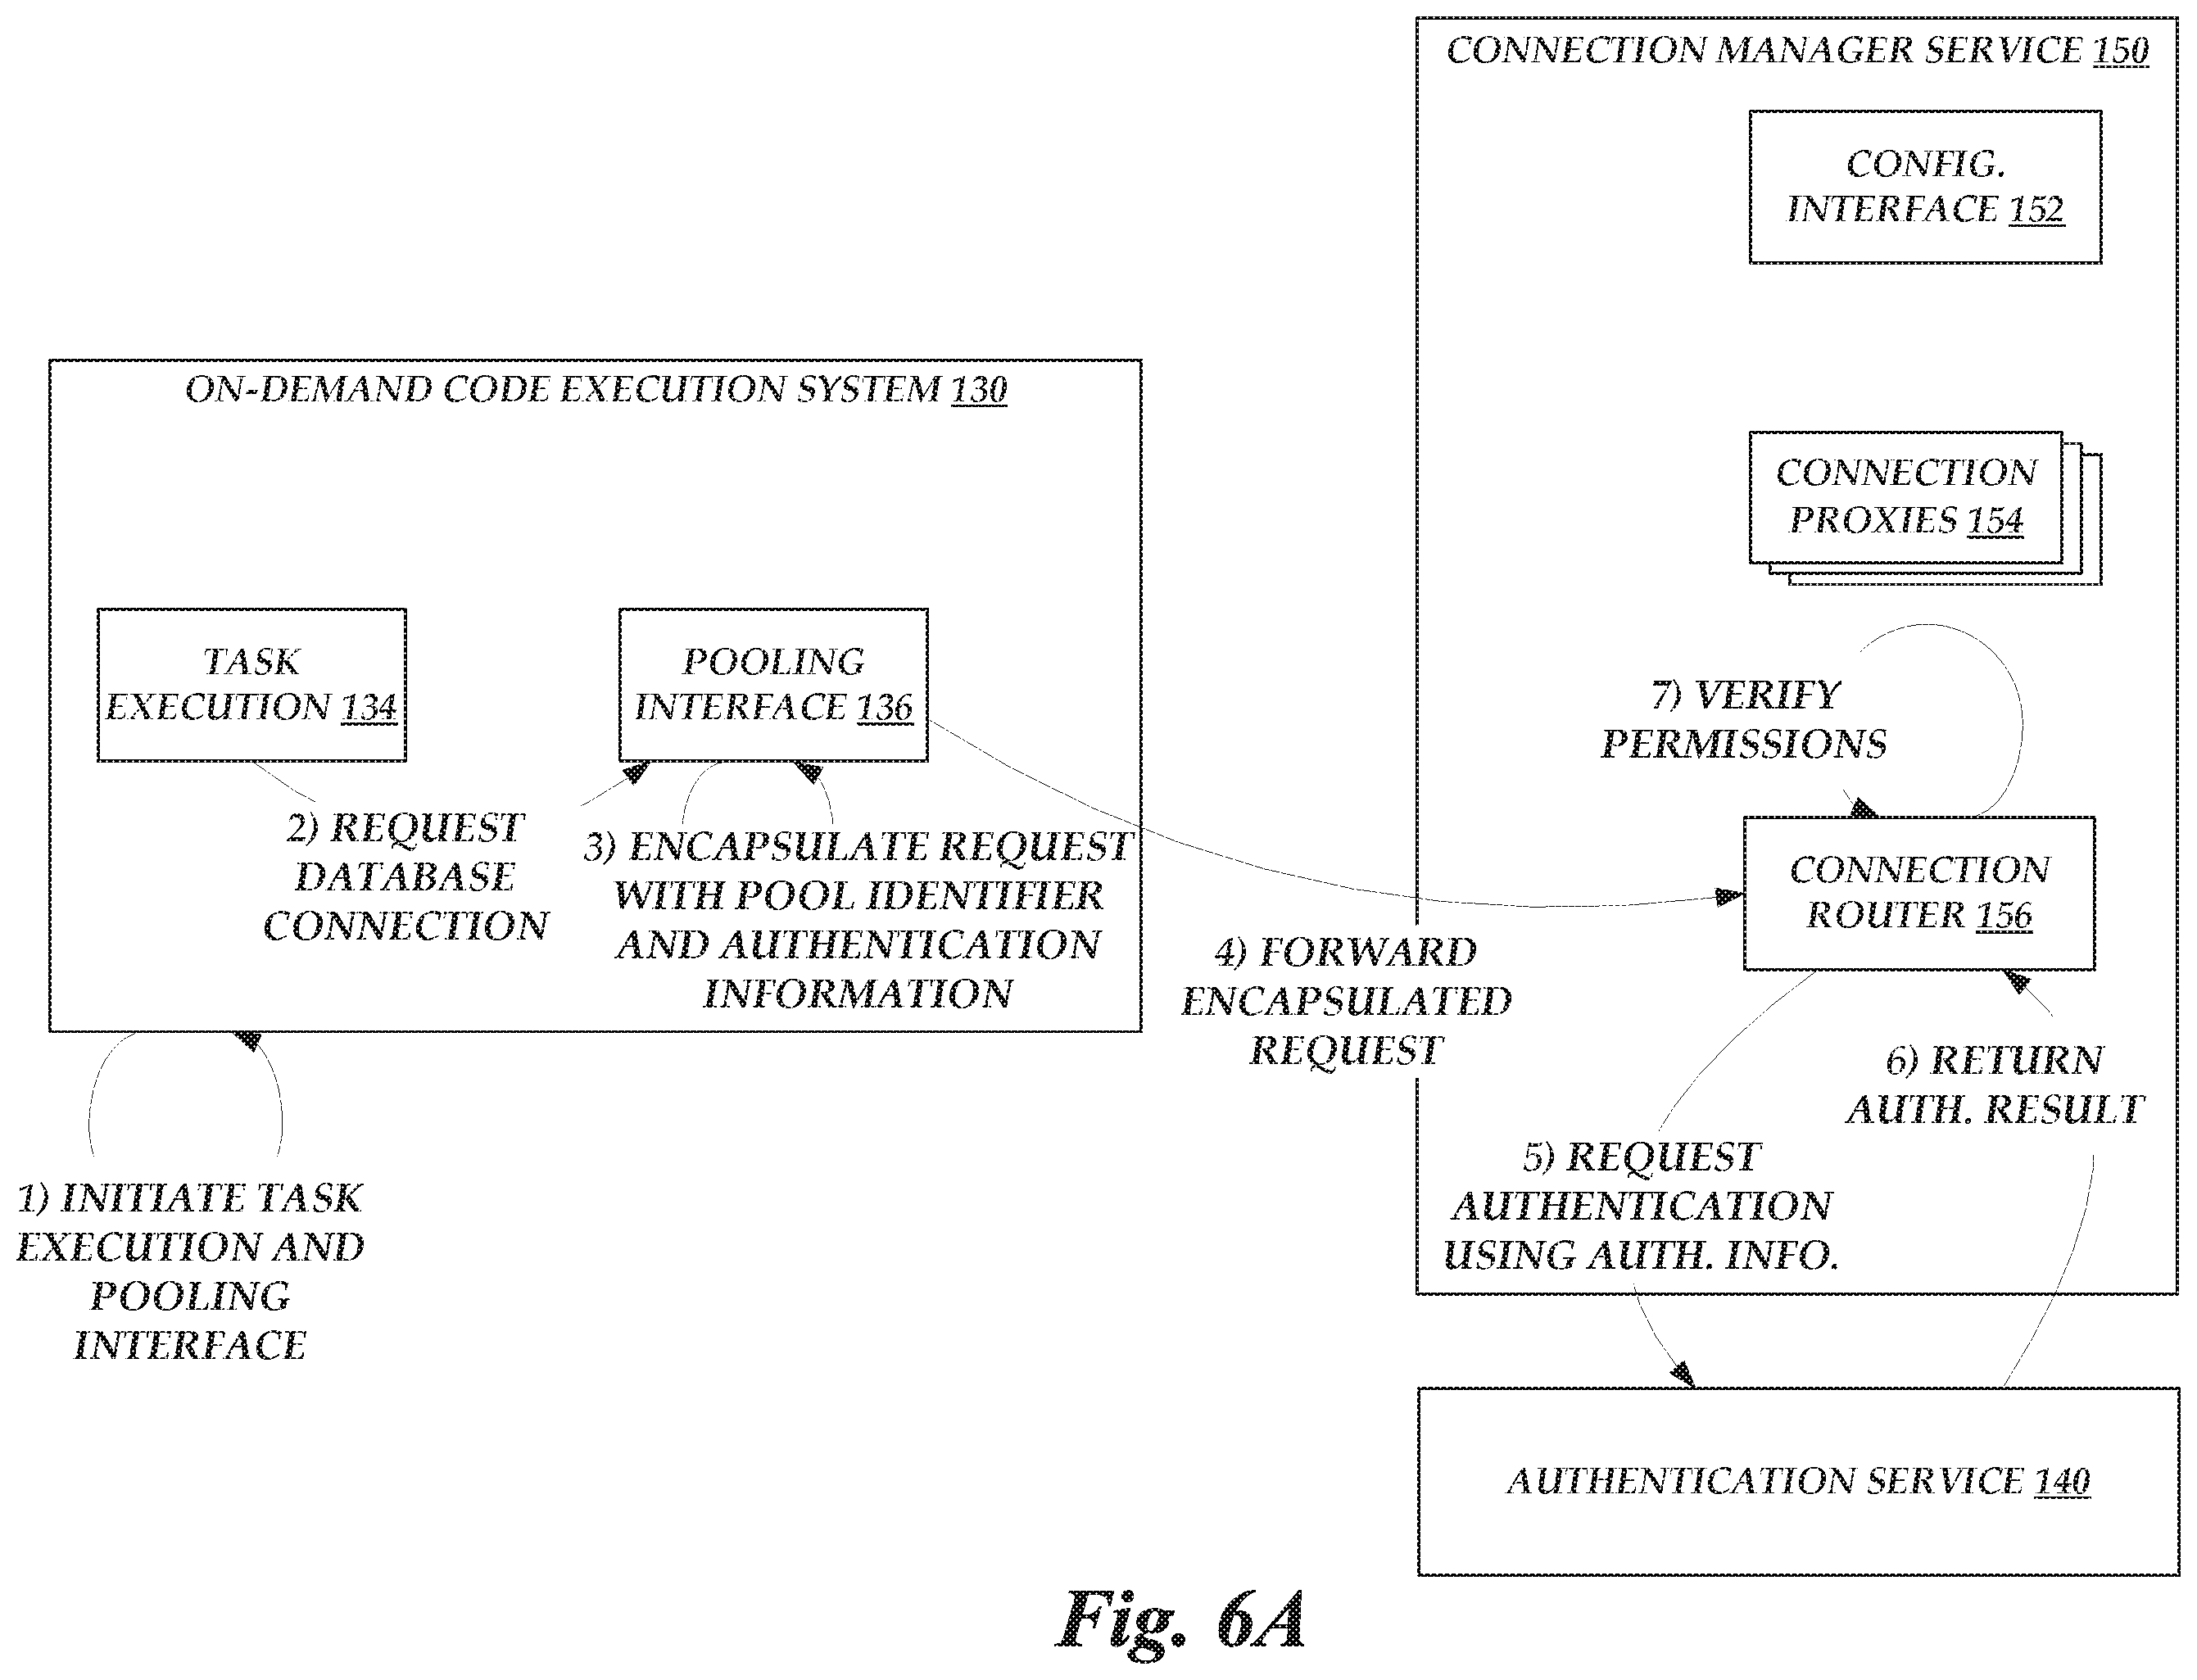 CONNECTION MANAGER SERVICE 150
CONFIG.
INTERFACE 152
ON-DEMAND CODE EXECUTION SYSTEM 130
CONNECTION
PROXIES 154
TASK
EXECUTION 134
POOLING
INTERFACE 136
7) VERIFY
PERMISSIONS
2) REQUEST
DATABASE
CONNECTION
3) ENCAPSULATE REQUEST
WITH POOL IDENTIFIER
AND AUTHENTICATION
INFORMATION
CONNECTION
ROUTER 156
4) FORWARD
ENCAPSULATED
REQUEST
6) RETURN
AUTH. RESULT
5) REQUEST
AUTHENTICATION
USING AUTH. INFO.
1) INITIATE TASK
EXECUTION AND
POOLING
INTERFACE
AUTHENTICATION SERVICE 140
Fig. 6A